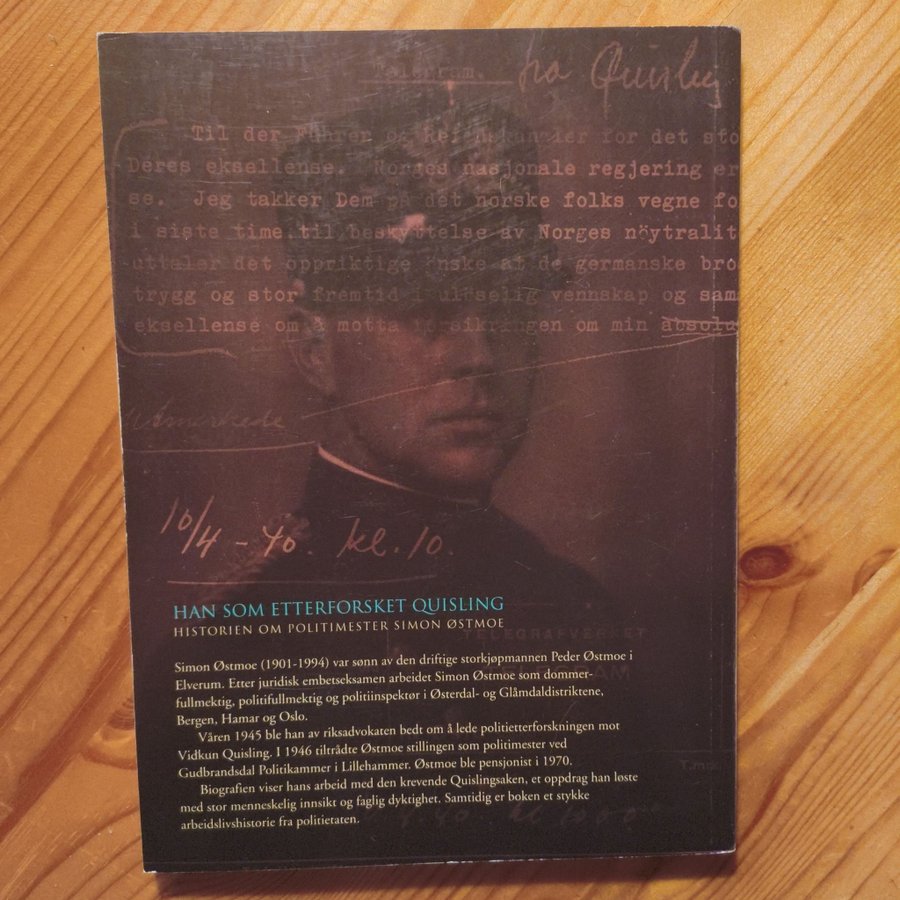 Telegram.
fra Quisling
Til der Führer og Reichskansler for det sto
Deres eksellense. Norges nasjonale regjering er
se. Jeg takker Dem på det norske folks vegne fo
i siste time til beskyttelse av Norges nöytralit
uttaler det oppriktige önske at de germanske bro
trygg og stor fremtid i vennskap og sam
eksellense om å motta forsikringen om min absolu
10/4 - 40. kl. 10.
HAN SOM ETTERFORSKET QUISLING
HISTORIEN OM POLITIMESTER SIMON ØSTMOE
TELEGRAFVERKET
TELEGRAM
Simon Østmoe (1901-1994) var sønn av den driftige storkjøpmannen Peder Østmoe i
Elverum. Etter juridisk embetseksamen arbeidet Simon Østmoe som dommer-
fullmektig, politifullmektig og politiinspektør i Østerdal- og Glåmdaldistriktene,
Bergen, Hamar og Oslo.
Våren 1945 ble han av riksadvokaten bedt om å lede politietterforskningen mot
Vidkun Quisling. I 1946 tiltrådte Østmoe stillingen som politimester ved
Gudbrandsdal Politikammer i Lillehammer. Østmoe ble pensjonist i 1970.
Biografien viser hans arbeid med den krevende Quislingsaken, et oppdrag han løste
med stor menneskelig innsikt og faglig dyktighet. Samtidig er boken et stykke
arbeidslivshistorie fra politietaten.